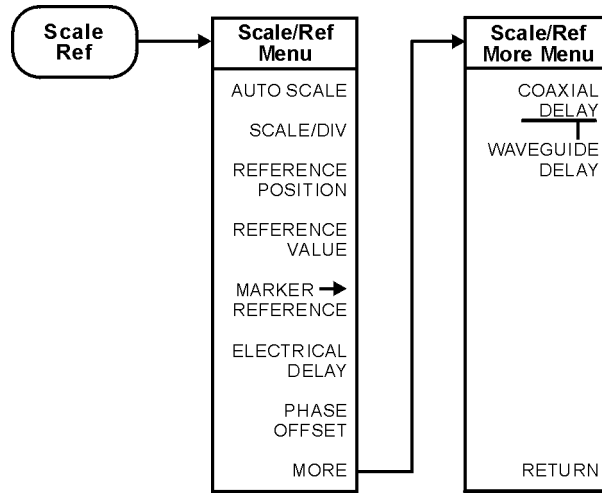 Scale
Ref
Scale/Ref
Menu
AUTO SCALE
SCALE/DIV
REFERENCE
POSITION
REFERENCE
VALUE
MARKER →
REFERENCE
ELECTRICAL
DELAY
PHASE
OFFSET
MORE
Scale/Ref
More Menu
COAXIAL
DELAY
WAVEGUIDE
DELAY
RETURN